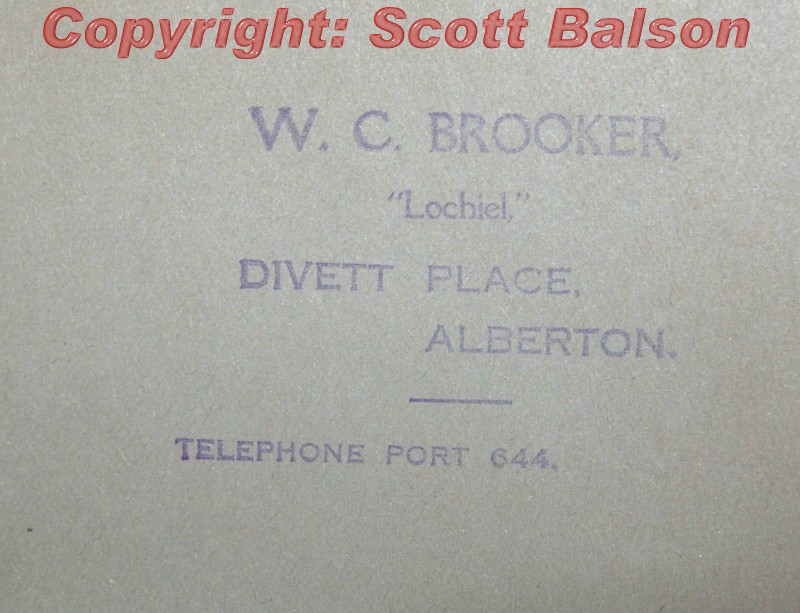 Copyright: Scott Balson
W. C. BROOKER,
"Lochiel,"
DIVETT PLACE,
ALBERTON.
TELEPHONE PORT 644.